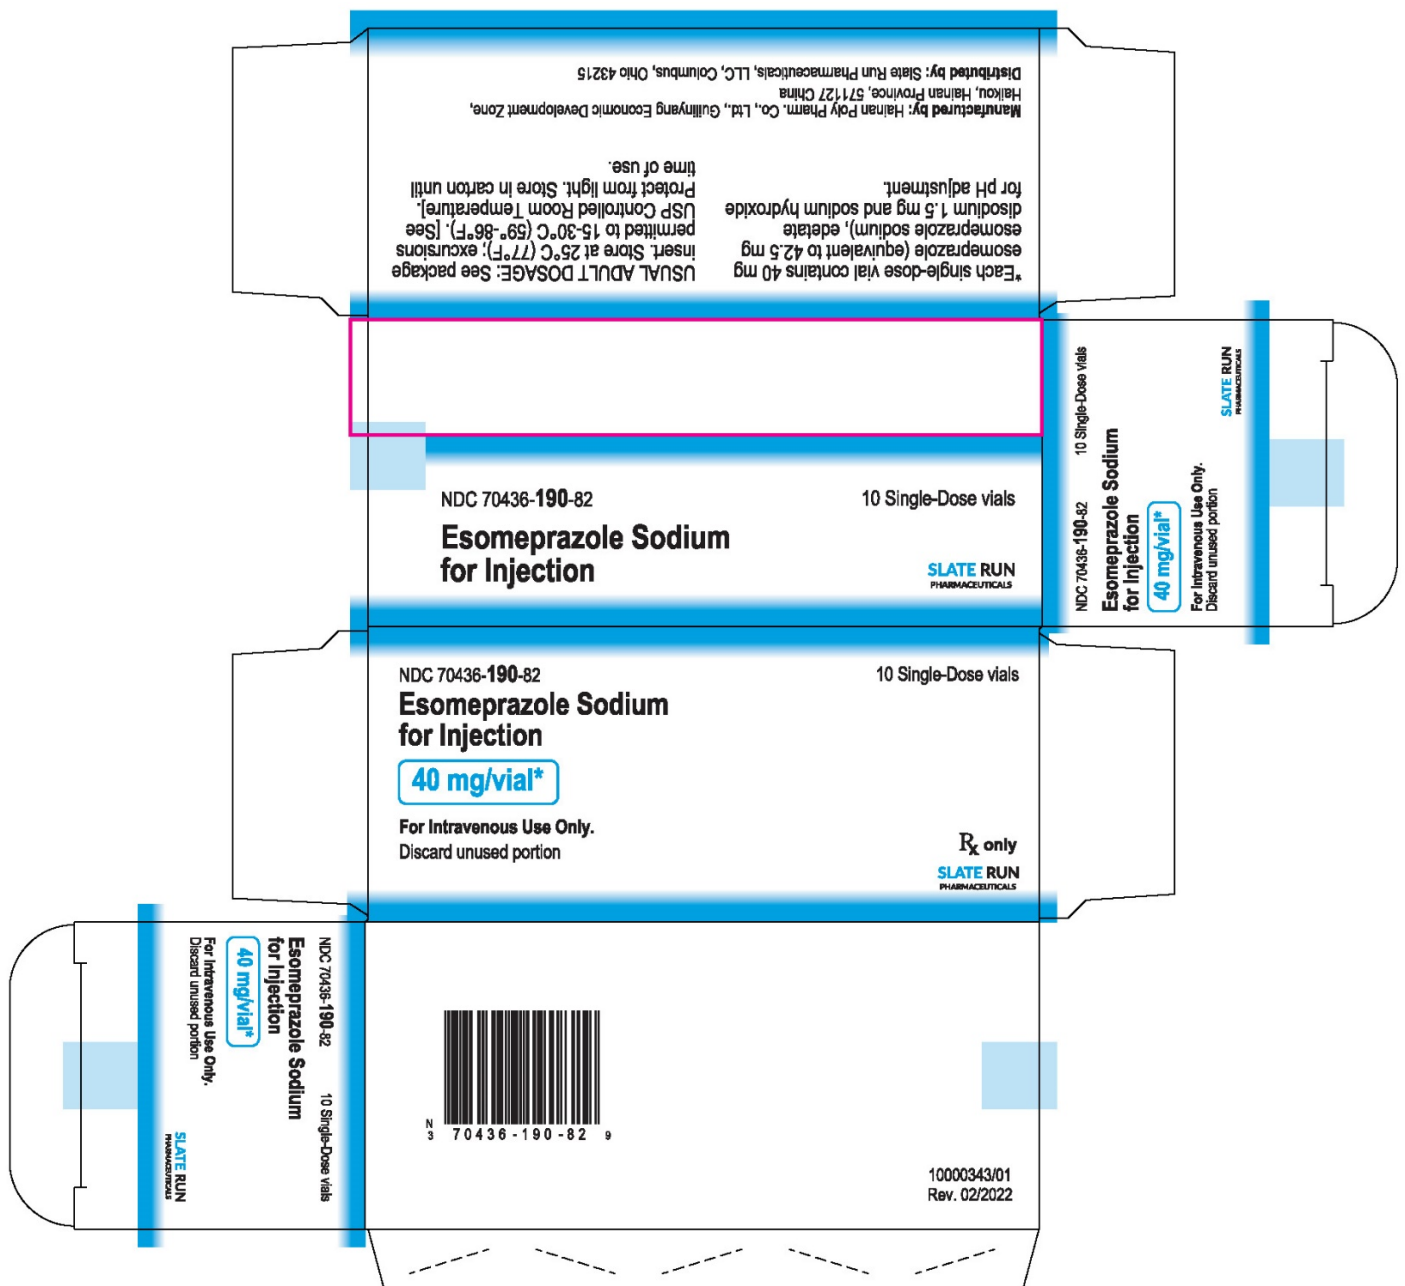 Distributed by: Slate Run Pharmaceuticals, LLC, Columbus, Ohio 43215
Manufactured by: Hainan Poly Pharm. Co., Ltd., Guilinyang Economic Development Zone,
Haikou, Hainan Province, 571127 China
*Each single-dose vial contains 40 mg
esomeprazole (equivalent to 42.5 mg
esomeprazole sodium), edetate
disodium 1.5 mg and sodium hydroxide
for pH adjustment.
USUAL ADULT DOSAGE: See package
insert. Store at 25°C (77°F); excursions
permitted to 15-30°C (59°-86°F). [See
USP Controlled Room Temperature].
Protect from light. Store in carton until
time of use.
NDC 70436-190-82
10 Single-Dose vials
Esomeprazole Sodium
for Injection
SLATE RUN
PHARMACEUTICALS
NDC 70436-190-82
10 Single-Dose vials
Esomeprazole Sodium
for Injection
40 mg/vial*
For Intravenous Use Only.
Discard unused portion
SLATE RUN
PHARMACEUTICALS
NDC 70436-190-82
10 Single-Dose vials
Esomeprazole Sodium
for Injection
40 mg/vial*
For Intravenous Use Only.
Discard unused portion
Rx only
SLATE RUN
PHARMACEUTICALS
NDC 70436-190-82
10 Single-Dose vials
Esomeprazole Sodium
for Injection
40 mg/vial*
For Intravenous Use Only.
Discard unused portion
SLATE RUN
PHARMACEUTICALS
N
3 70436-190-82 9
10000343/01
Rev. 02/2022